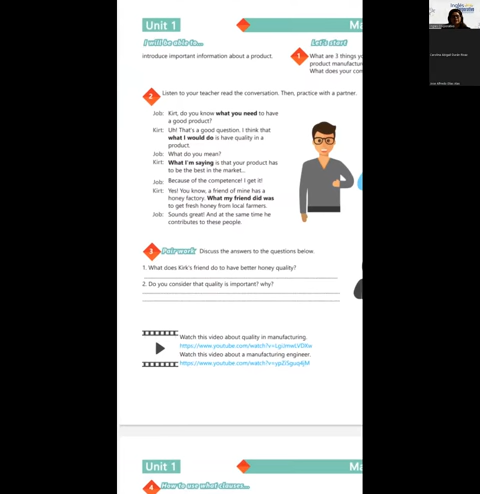 Unit 1
Ma
I will be able to...
introduce important information about a product.
Let's start
1
What are 3 things y
product manufactur
What does your com
2
Listen to your teacher read the conversation. Then, practice with a partner.
Job: Kirt, do you know what you need to have
a good product?
Kirt: Uh! That's a good question. I think that
what I would do is have quality in a
product.
Job: What do you mean?
Kirt: What I'm saying is that your product has
to be the best in the market...
Job: Because of the competence! I get it!
Kirt: Yes! You know, a friend of mine has a
honey factory. What my friend did was
to get fresh honey from local farmers.
Job: Sounds great! And at the same time he
contributes to these people.
3
Pair work Discuss the answers to the questions below.
1. What does Kirk's friend do to have better honey quality?
2. Do you consider that quality is important? why?
Watch this video about quality in manufacturing.
Watch this video about a manufacturing engineer.
Unit 1
Ma
4
How to use what clauses...
Inglés